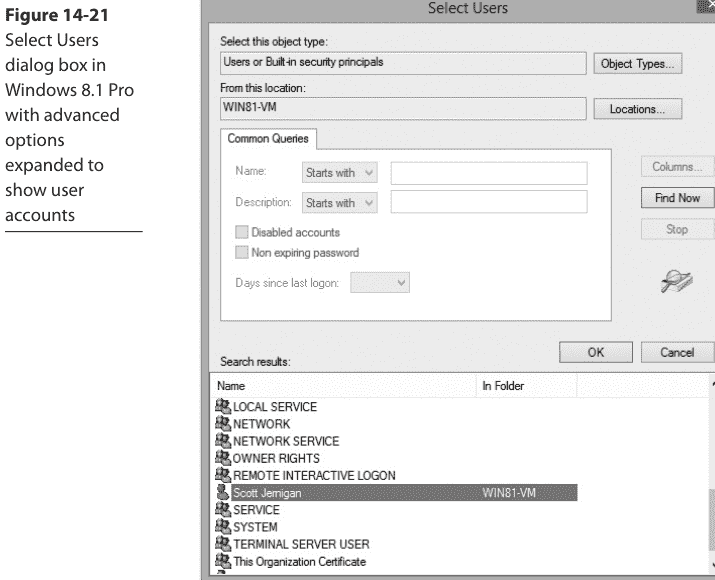 Figure 14-21
Select Users
dialog box in
Windows 8.1 Pro
with advanced
options
expanded to
show user
accounts
Select Users
Select this object type:
Users or Built-in security principals
Object Types...
From this location:
WIN81-VM
Locations...
Common Queries
Name:
Starts with
Columns...
Description:
Starts with
Find Now
Disabled accounts
Stop
Non expiring password
Days since last logon:
OK
Cancel
Search results:
Name In Folder
LOCAL SERVICE
NETWORK
NETWORK SERVICE
OWNER RIGHTS
REMOTE INTERACTIVE LOGON
Scott Jernigan WIN81-VM
SERVICE
SYSTEM
TERMINAL SERVER USER
This Organization Certificate